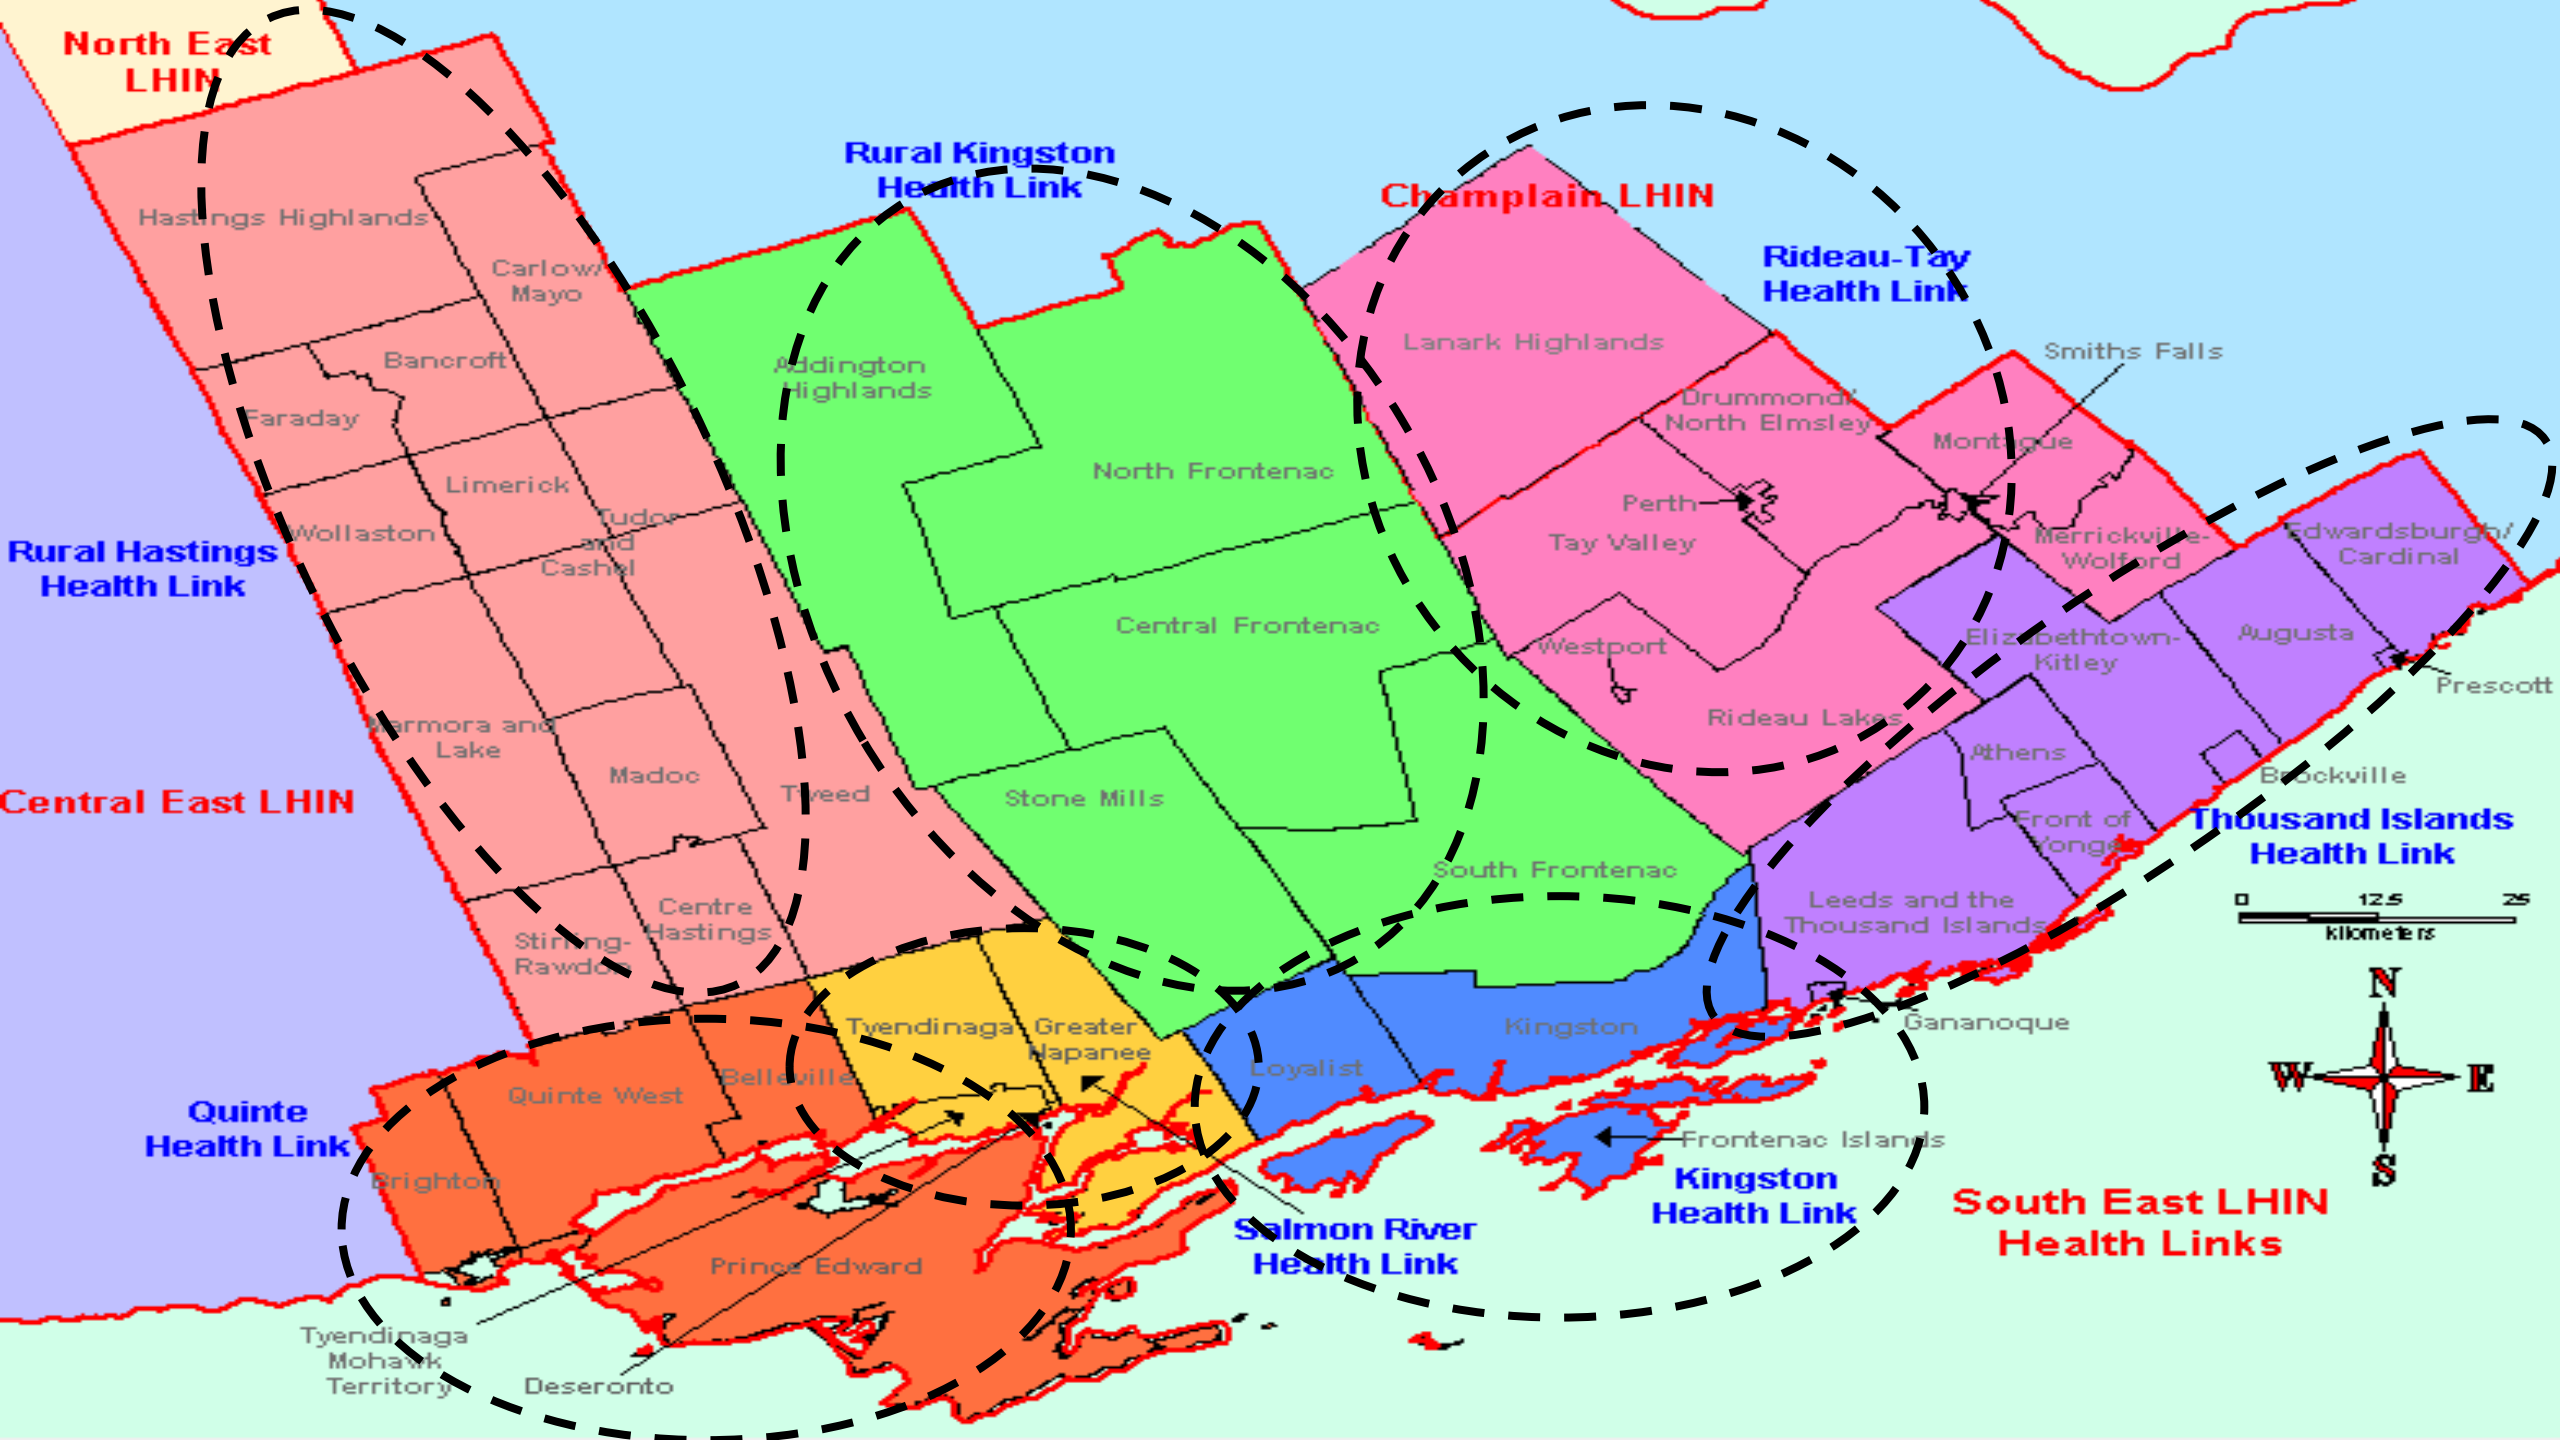 North East
LHIN
Rural Kingston
Health Link
Champlain LHIN
Hastings Highlands
Carlow/
Mayo
Rideau-Tay
Health Link
Lanark Highlands
Smiths Falls
Bancroft
Addington
Highlands
Drummond/
North Elmsley
Faraday
Montague
North Frontenac
Limerick
Perth
Tudor
and
Cashel
Wollaston
Tay Valley
Merrickville-
Wolford
Edwardsburgh/
Cardinal
Rural Hastings
Health Link
Central Frontenac
Westport
Elizabethtown-
Kitley
Augusta
Prescott
Marmora and
Lake
Rideau Lakes
Athens
Madoc
Tweed
Stone Mills
Brockville
Central East LHIN
Front of
Yonge
Thousand Islands
Health Link
South Frontenac
Centre
Hastings
Leeds and the
Thousand Islands
0 12.5 25
kilometers
Stirling-
Rawdon
N
W E
S
Tyendinaga
Greater
Napanee
Kingston
Gananoque
Loyalist
Belleville
Quinte West
Quinte
Health Link
Brighton
Frontenac Islands
Kingston
Health Link
South East LHIN
Health Links
Salmon River
Health Link
Prince Edward
Tyendinaga
Mohawk
Territory
Deseronto